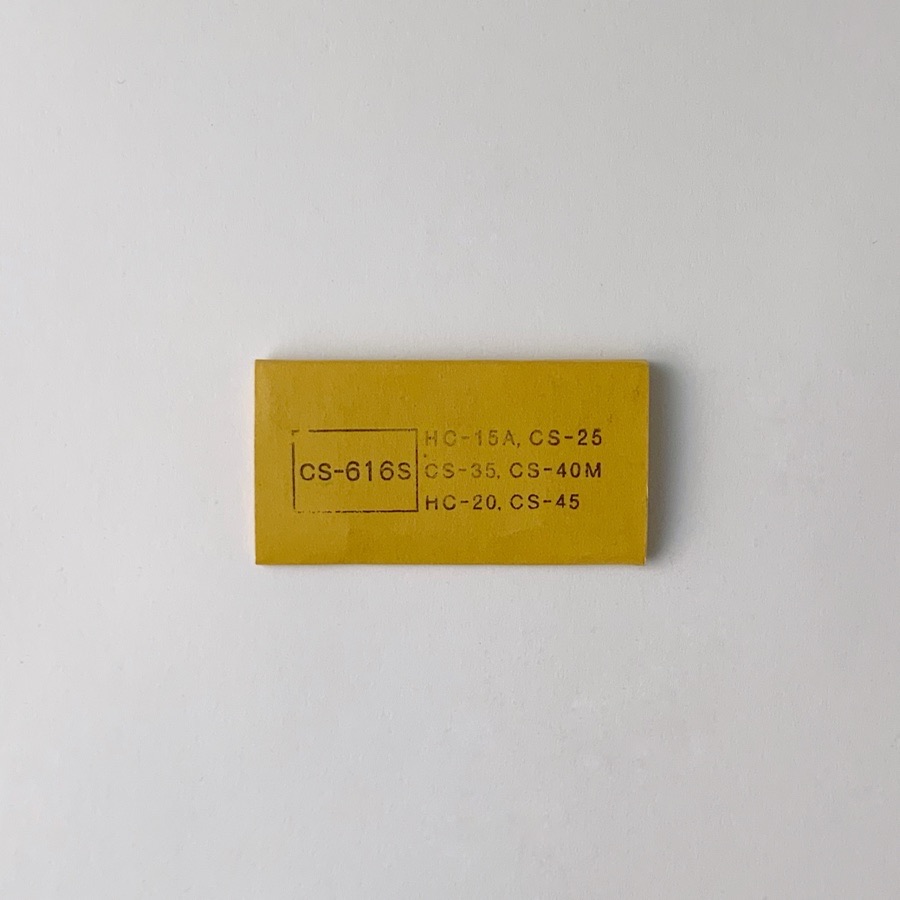 CS-616S
HC-15A, CS-25
CS-35, CS-40M
HC-20, CS-45